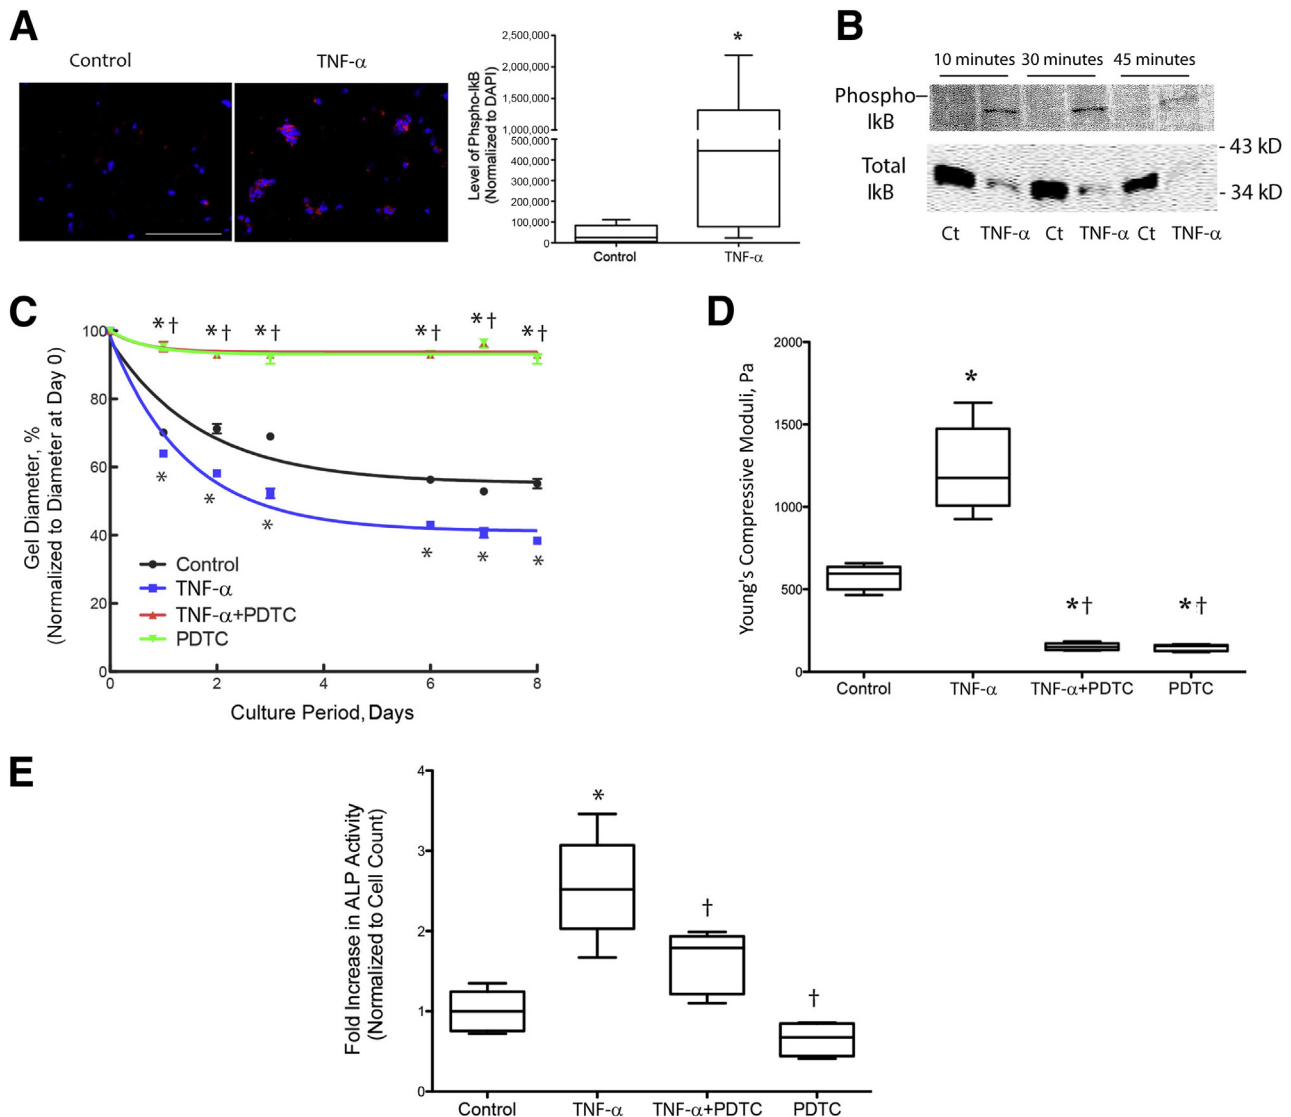 A
Control
TNF-α
Level of Phspho-IkB
(Normalized to DAPI)
2,500,000
2,000,000
1,500,000
1,000,000
500,000
400,000
300,000
200,000
100,000
0
*
Control
TNF-α
B
10 minutes 30 minutes 45 minutes
Phospho-
IkB
Total
IkB
- 43 kD
- 34 kD
Ct TNF-α Ct TNF-α Ct TNF-α
C
Gel Diameter, %
(Normalized to Diameter at Day 0)
100
80
60
40
20
0
*† *† *† *† *† *†
* * * * * *
Control
TNF-α
TNF-α+PDTC
PDTC
0 2 4 6 8
Culture Period, Days
D
Young's Compressive Moduli, Pa
2000
1500
1000
500
0
*
*† *†
Control TNF-α TNF-α+PDTC PDTC
E
Fold Increase in ALP Activity
(Normalized to Cell Count)
4
3
2
1
0
*
†
†
Control TNF-α TNF-α+PDTC PDTC